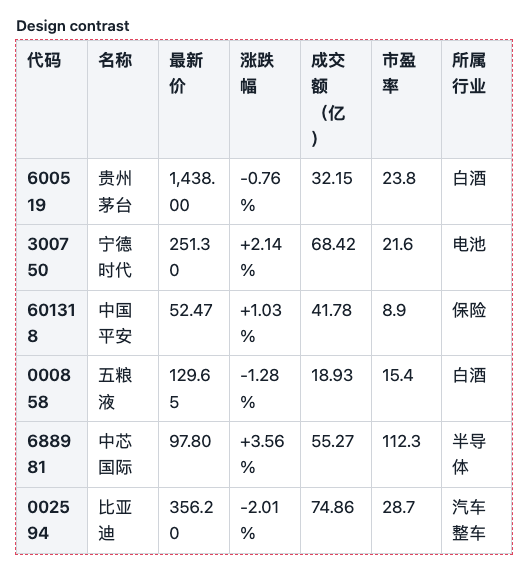 Design contrast
代码 名称 最新 涨跌 成交 市盈 所属
价 幅 额 率 行业
（亿
）
6005 贵州 1,438. -0.76 32.15 23.8 白酒
19 茅台 00 %
3007 宁德 251.3 +2.14 68.42 21.6 电池
50 时代 0 %
60131 中国 52.47 +1.03 41.78 8.9 保险
8 平安 %
0008 五粮 129.6 -1.28 18.93 15.4 白酒
58 液 5 %
6889 中芯 97.80 +3.56 55.27 112.3 半导
81 国际 % 体
0025 比亚 356.2 -2.01 74.86 28.7 汽车
94 迪 0 % 整车